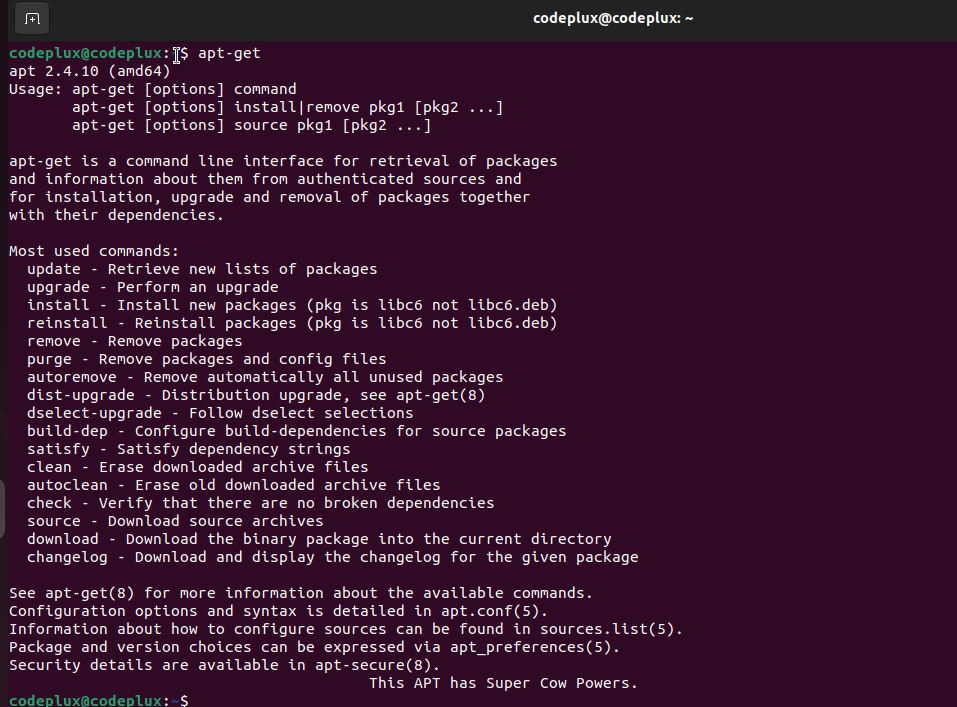 codeplux@codeplux: ~
codeplux@codeplux:~$ apt-get
apt 2.4.10 (amd64)
Usage: apt-get [options] command
       apt-get [options] install|remove pkg1 [pkg2 ...]
       apt-get [options] source pkg1 [pkg2 ...]

apt-get is a command line interface for retrieval of packages
and information about them from authenticated sources and
for installation, upgrade and removal of packages together
with their dependencies.

Most used commands:
  update - Retrieve new lists of packages
  upgrade - Perform an upgrade
  install - Install new packages (pkg is libc6 not libc6.deb)
  reinstall - Reinstall packages (pkg is libc6 not libc6.deb)
  remove - Remove packages
  purge - Remove packages and config files
  autoremove - Remove automatically all unused packages
  dist-upgrade - Distribution upgrade, see apt-get(8)
  dselect-upgrade - Follow dselect selections
  build-dep - Configure build-dependencies for source packages
  satisfy - Satisfy dependency strings
  clean - Erase downloaded archive files
  autoclean - Erase old downloaded archive files
  check - Verify that there are no broken dependencies
  source - Download source archives
  download - Download the binary package into the current directory
  changelog - Download and display the changelog for the given package

See apt-get(8) for more information about the available commands.
Configuration options and syntax is detailed in apt.conf(5).
Information about how to configure sources can be found in sources.list(5).
Package and version choices can be expressed via apt_preferences(5).
Security details are available in apt-secure(8).
                                        This APT has Super Cow Powers.
codeplux@codeplux:~$